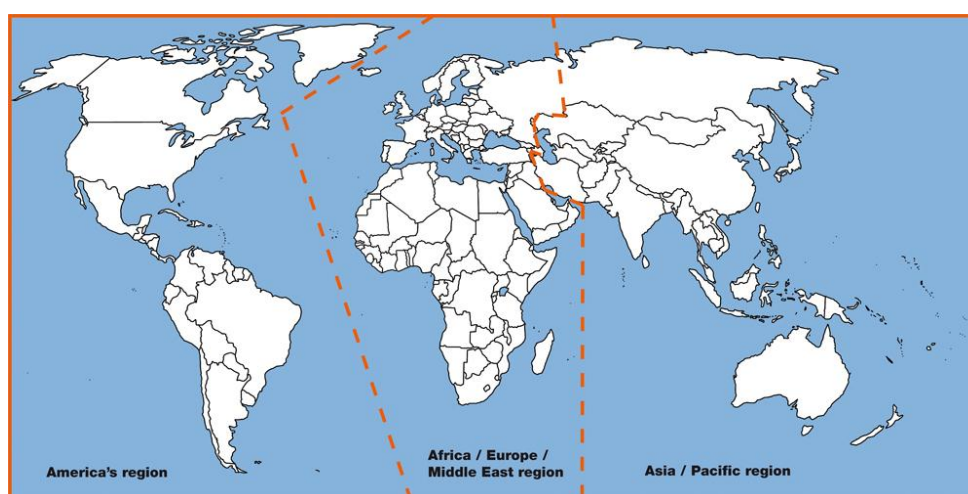 America's region
Africa / Europe /
Middle East region
Asia / Pacific region